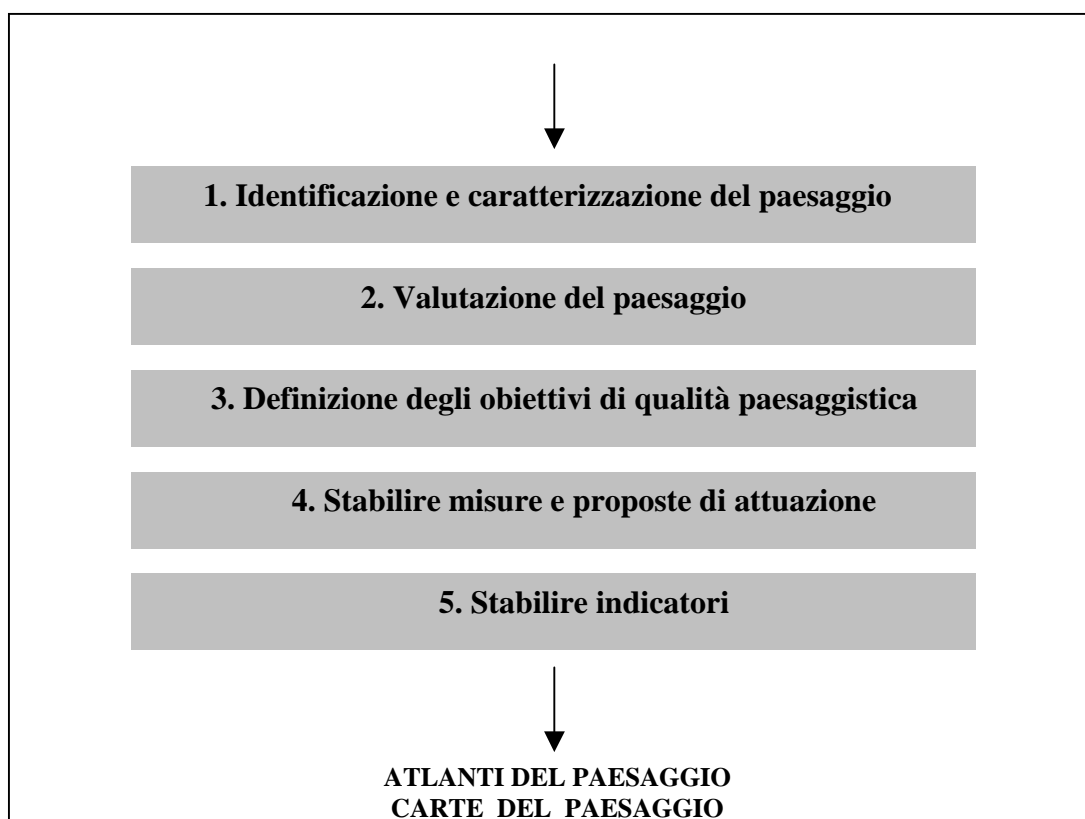 1. Identificazione e caratterizzazione del paesaggio
2. Valutazione del paesaggio
3. Definizione degli obiettivi di qualità paesaggistica
4. Stabilire misure e proposte di attuazione
5. Stabilire indicatori
ATLANTI DEL PAESAGGIO
CARTE DEL PAESAGGIO